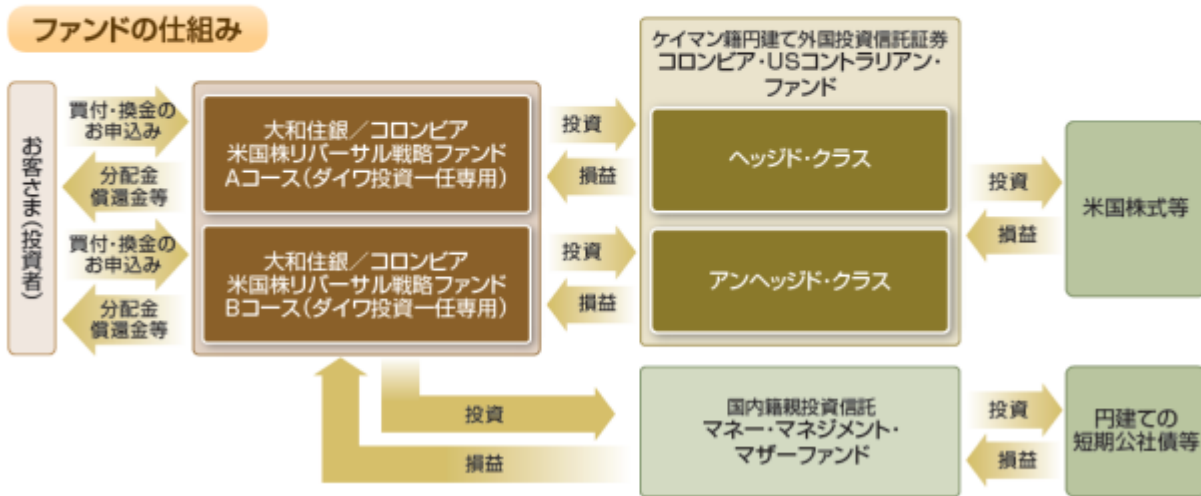 ファンドの仕組み
お客さま(投資者)
買付・換金の
お申込み
分配金
償還金等
買付・換金の
お申込み
分配金
償還金等
大和住銀／コロンビア
米国株リバーサル戦略ファンド
Aコース(ダイワ投資一任専用)
大和住銀／コロンビア
米国株リバーサル戦略ファンド
Bコース(ダイワ投資一任専用)
投資
損益
投資
損益
ケイマン籍円建て外国投資信託証券
コロンビア・USコントラリアン・
ファンド
ヘッジド・クラス
アンヘッジド・クラス
投資
損益
米国株式等
投資
損益
国内籍親投資信託
マネー・マネジメント・
マザーファンド
投資
損益
円建ての
短期公社債等